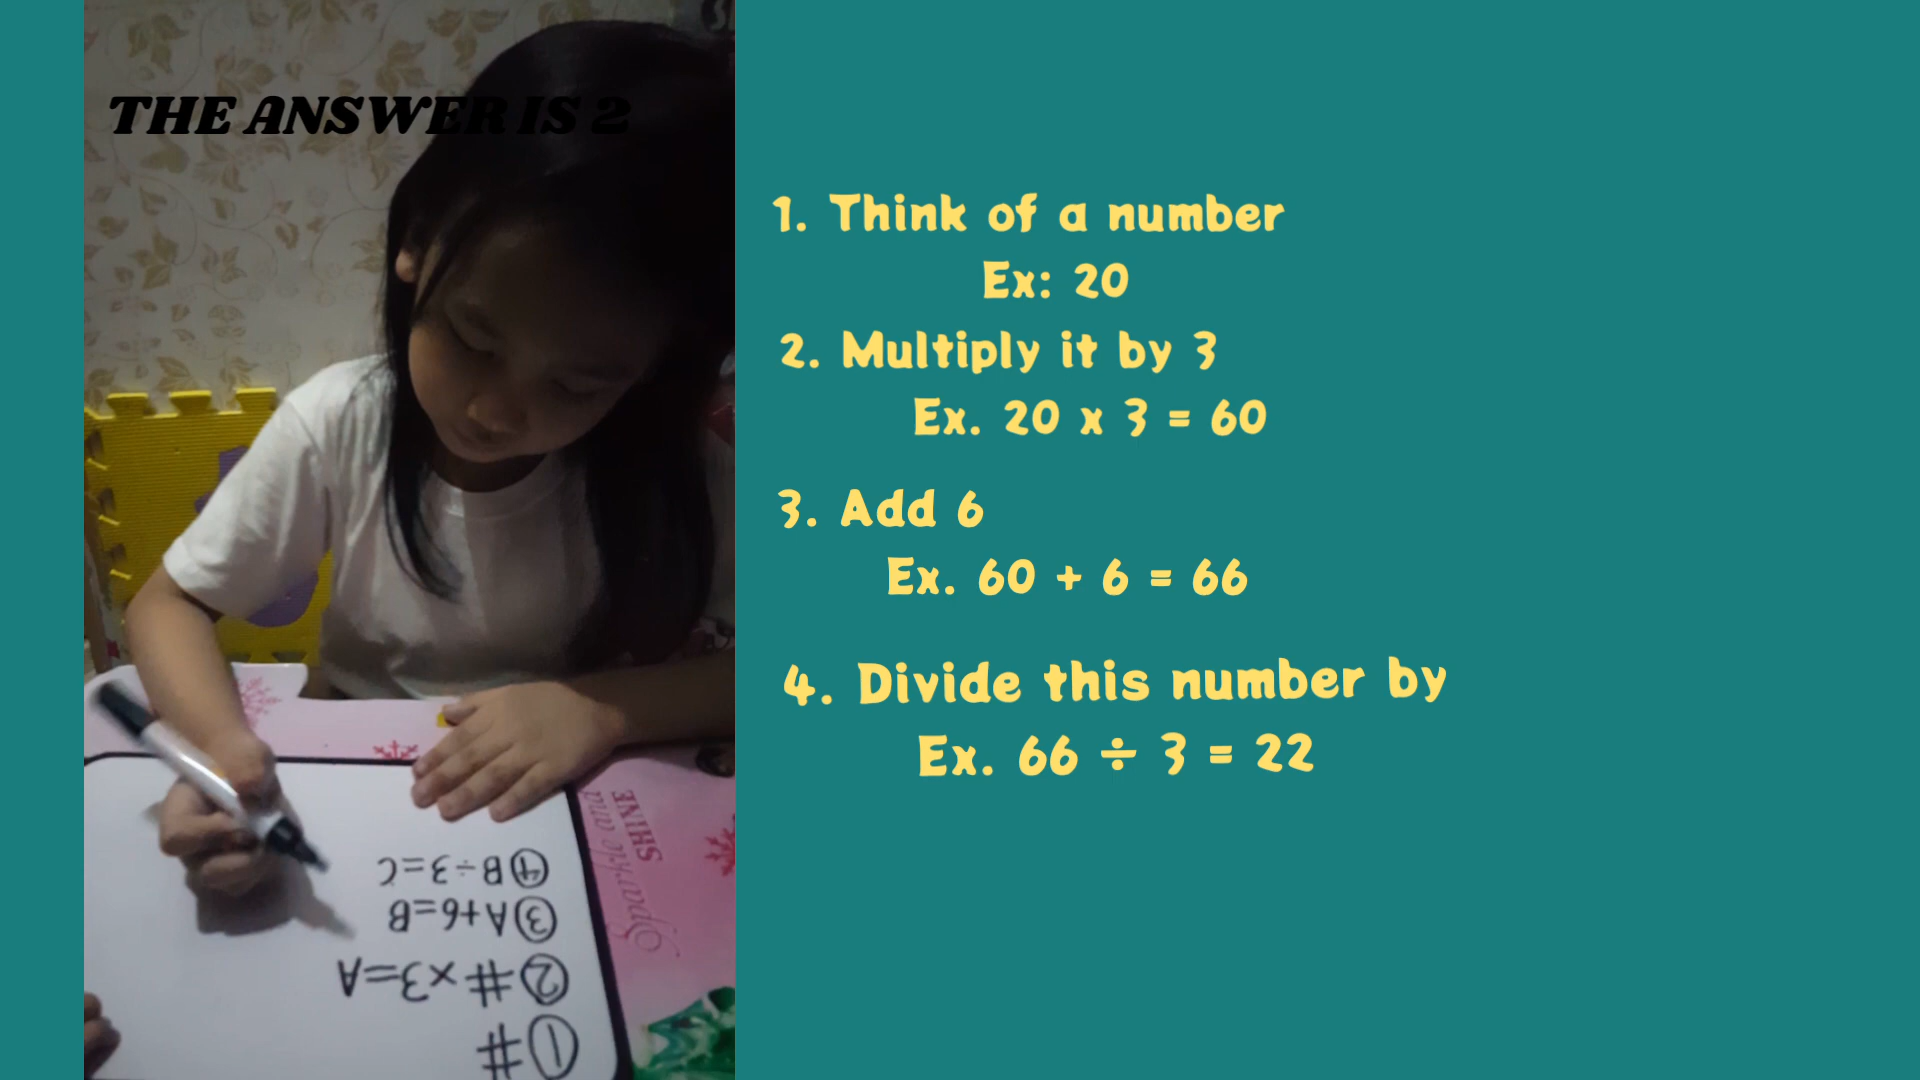 THE ANSWER IS 2
1. Think of a number
Ex: 20
2. Multiply it by 3
Ex. 20 x 3 = 60
3. Add 6
Ex. 60 + 6 = 66
4. Divide this number by
Ex. 66 ÷ 3 = 22
① #
② # × 3 = A
③ A + 6 = B
④ B ÷ 3 = C
SHINE